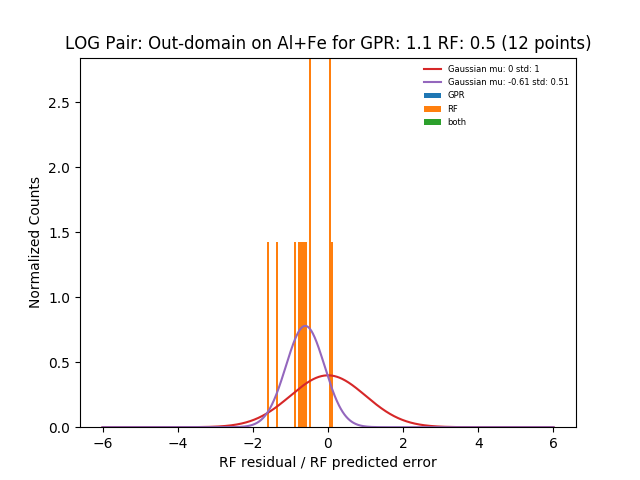 LOG Pair: Out-domain on Al+Fe for GPR: 1.1 RF: 0.5 (12 points)
Gaussian mu: 0 std: 1
Gaussian mu: -0.61 std: 0.51
GPR
RF
both
Normalized Counts
2.5
2.0
1.5
1.0
0.5
0.0
−6 −4 −2 0 2 4 6
RF residual / RF predicted error